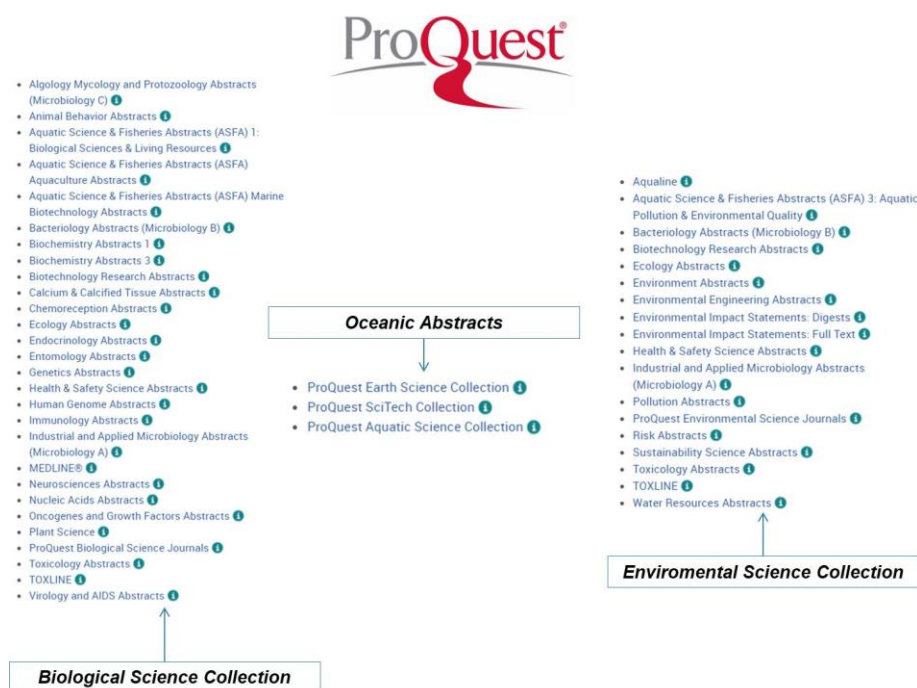 ProQuest®
Algology Mycology and Protozoology Abstracts
(Microbiology C)
Animal Behavior Abstracts
Aquatic Science & Fisheries Abstracts (ASFA) 1:
Biological Sciences & Living Resources
Aquatic Science & Fisheries Abstracts (ASFA)
Aquaculture Abstracts
Aquatic Science & Fisheries Abstracts (ASFA) Marine
Biotechnology Abstracts
Bacteriology Abstracts (Microbiology B)
Biochemistry Abstracts 1
Biochemistry Abstracts 3
Biotechnology Research Abstracts
Calcium & Calcified Tissue Abstracts
Chemoreception Abstracts
Ecology Abstracts
Endocrinology Abstracts
Entomology Abstracts
Genetics Abstracts
Health & Safety Science Abstracts
Human Genome Abstracts
Immunology Abstracts
Industrial and Applied Microbiology Abstracts
(Microbiology A)
MEDLINE®
Neurosciences Abstracts
Nucleic Acids Abstracts
Oncogenes and Growth Factors Abstracts
Plant Science
ProQuest Biological Science Journals
Toxicology Abstracts
TOXLINE
Virology and AIDS Abstracts
Biological Science Collection
Oceanic Abstracts
ProQuest Earth Science Collection
ProQuest SciTech Collection
ProQuest Aquatic Science Collection
Aqualine
Aquatic Science & Fisheries Abstracts (ASFA) 3: Aquatic
Pollution & Environmental Quality
Bacteriology Abstracts (Microbiology B)
Biotechnology Research Abstracts
Ecology Abstracts
Environment Abstracts
Environmental Engineering Abstracts
Environmental Impact Statements: Digests
Environmental Impact Statements: Full Text
Health & Safety Science Abstracts
Industrial and Applied Microbiology Abstracts
(Microbiology A)
Pollution Abstracts
ProQuest Environmental Science Journals
Risk Abstracts
Sustainability Science Abstracts
Toxicology Abstracts
TOXLINE
Water Resources Abstracts
Enviromental Science Collection